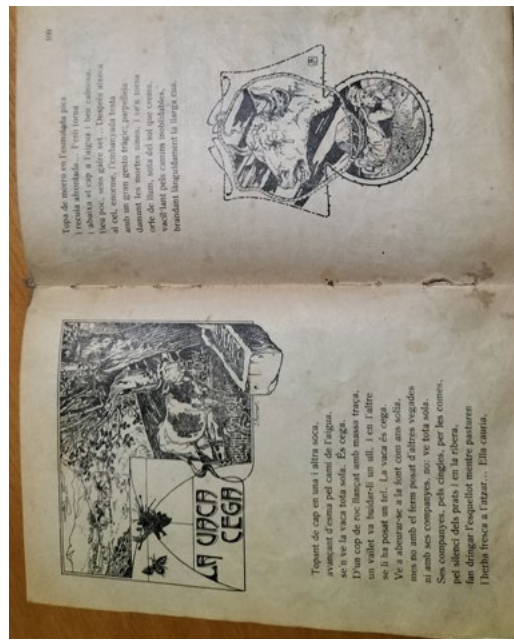 LA VACA
CEGA
Topant de cap en una i altra soca,
avançant d'esma pel camí de l'aigua,
se'n ve la vaca tota sola. És cega.
D'un cop de roc llançat amb massa traça,
un vailet va buidar-li un ull, i en l'altre
se li ha posat un tel. La vaca és cega.
Ve a abeurar-se a la font com ans solia,
mes no amb el ferm posat d'altres vegades
ni amb ses companyes, no: ve tota sola.
Ses companyes, pels cingles, per les comes,
pel silenci dels prats i en la ribera,
fan dringar l'esquellot mentre pasturen
l'herba fresca a l'atzar... Ella cauria.
Topa de morro en l'esmolada pica
i recula afrontada... Però torna
i abaixa el cap a l'aigua i beu calmosa.
Beu poc, sens gaire set... Després aixeca
al cel, enorme, l'embanyada testa
amb un gran gesto tràgic; parpelleja
damunt les mortes nines, i se'n torna
orfe de llum, sota del sol que crema,
vacil·lant pels camins inoblidables,
brandant llànguidament la llarga cua.